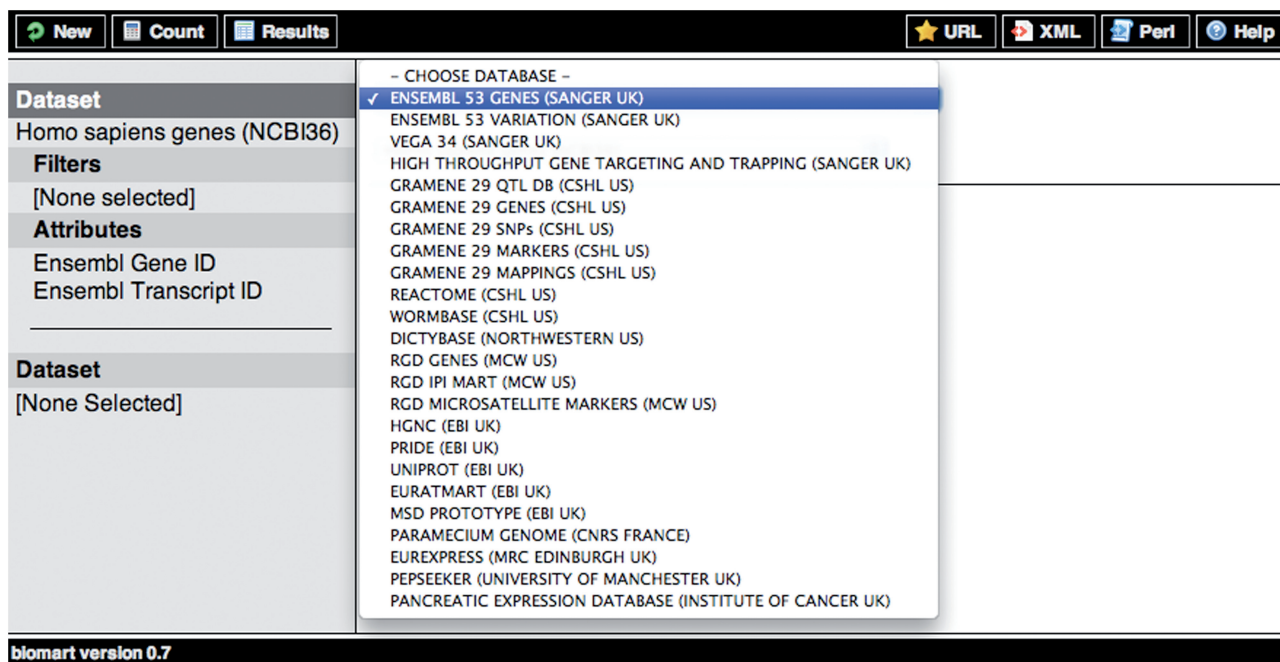 New Count Results URL XML Perl Help
Dataset
Homo sapiens genes (NCBI36)
Filters
[None selected]
Attributes
Ensembl Gene ID
Ensembl Transcript ID
Dataset
[None Selected]
– CHOOSE DATABASE –
✓ ENSEMBL 53 GENES (SANGER UK)
ENSEMBL 53 VARIATION (SANGER UK)
VEGA 34 (SANGER UK)
HIGH THROUGHPUT GENE TARGETING AND TRAPPING (SANGER UK)
GRAMENE 29 QTL DB (CSHL US)
GRAMENE 29 GENES (CSHL US)
GRAMENE 29 SNPs (CSHL US)
GRAMENE 29 MARKERS (CSHL US)
GRAMENE 29 MAPPINGS (CSHL US)
REACTOME (CSHL US)
WORMBASE (CSHL US)
DICTYBASE (NORTHWESTERN US)
RGD GENES (MCW US)
RGD IPI MART (MCW US)
RGD MICROSATELLITE MARKERS (MCW US)
HGNC (EBI UK)
PRIDE (EBI UK)
UNIPROT (EBI UK)
EURATMART (EBI UK)
MSD PROTOTYPE (EBI UK)
PARAMECIUM GENOME (CNRS FRANCE)
EUREXPRESS (MRC EDINBURGH UK)
PEPSEEKER (UNIVERSITY OF MANCHESTER UK)
PANCREATIC EXPRESSION DATABASE (INSTITUTE OF CANCER UK)
biomart version 0.7